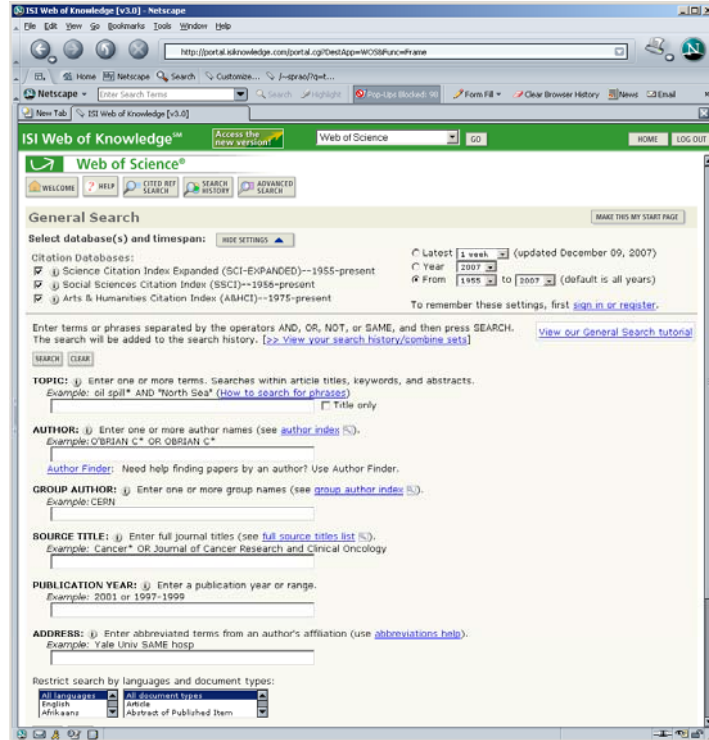 ISI Web of Knowledge [v3.0] - Netscape
File Edit View Go Bookmarks Tools Window Help
http://portal.isiknowledge.com/portal.cgi?DestApp=WOS&Func=Frame
Home My Netscape Search Customize...
Netscape Enter Search Terms Search Highlight Pop-Ups Blocked: 90 Form Fill Clear Browser History News Email
New Tab ISI Web of Knowledge [v3.0]
ISI Web of Knowledge℠ Access the new version! Web of Science GO HOME LOG OUT
Web of Science®
WELCOME ? HELP CITED REF SEARCH SEARCH HISTORY ADVANCED SEARCH
General Search MAKE THIS MY START PAGE
Select database(s) and timespan: HIDE SETTINGS
Citation Databases:
Science Citation Index Expanded (SCI-EXPANDED)--1955-present
Social Sciences Citation Index (SSCI)--1956-present
Arts & Humanities Citation Index (A&HCI)--1975-present
Latest 1 week (updated December 09, 2007)
Year 2007
From 1955 to 2007 (default is all years)
To remember these settings, first sign in or register.
Enter terms or phrases separated by the operators AND, OR, NOT, or SAME, and then press SEARCH.
The search will be added to the search history. [>> View your search history/combine sets]
View our General Search tutorial
SEARCH CLEAR
TOPIC: Enter one or more terms. Searches within article titles, keywords, and abstracts.
Example: oil spill* AND "North Sea" (How to search for phrases)
Title only
AUTHOR: Enter one or more author names (see author index).
Example: O'BRIAN C* OR OBRIAN C*
Author Finder: Need help finding papers by an author? Use Author Finder.
GROUP AUTHOR: Enter one or more group names (see group author index).
Example: CERN
SOURCE TITLE: Enter full journal titles (see full source titles list).
Example: Cancer* OR Journal of Cancer Research and Clinical Oncology
PUBLICATION YEAR: Enter a publication year or range.
Example: 2001 or 1997-1999
ADDRESS: Enter abbreviated terms from an author's affiliation (use abbreviations help).
Example: Yale Univ SAME hosp
Restrict search by languages and document types:
All languages All document types
English Article
Afrikaans Abstract of Published Item